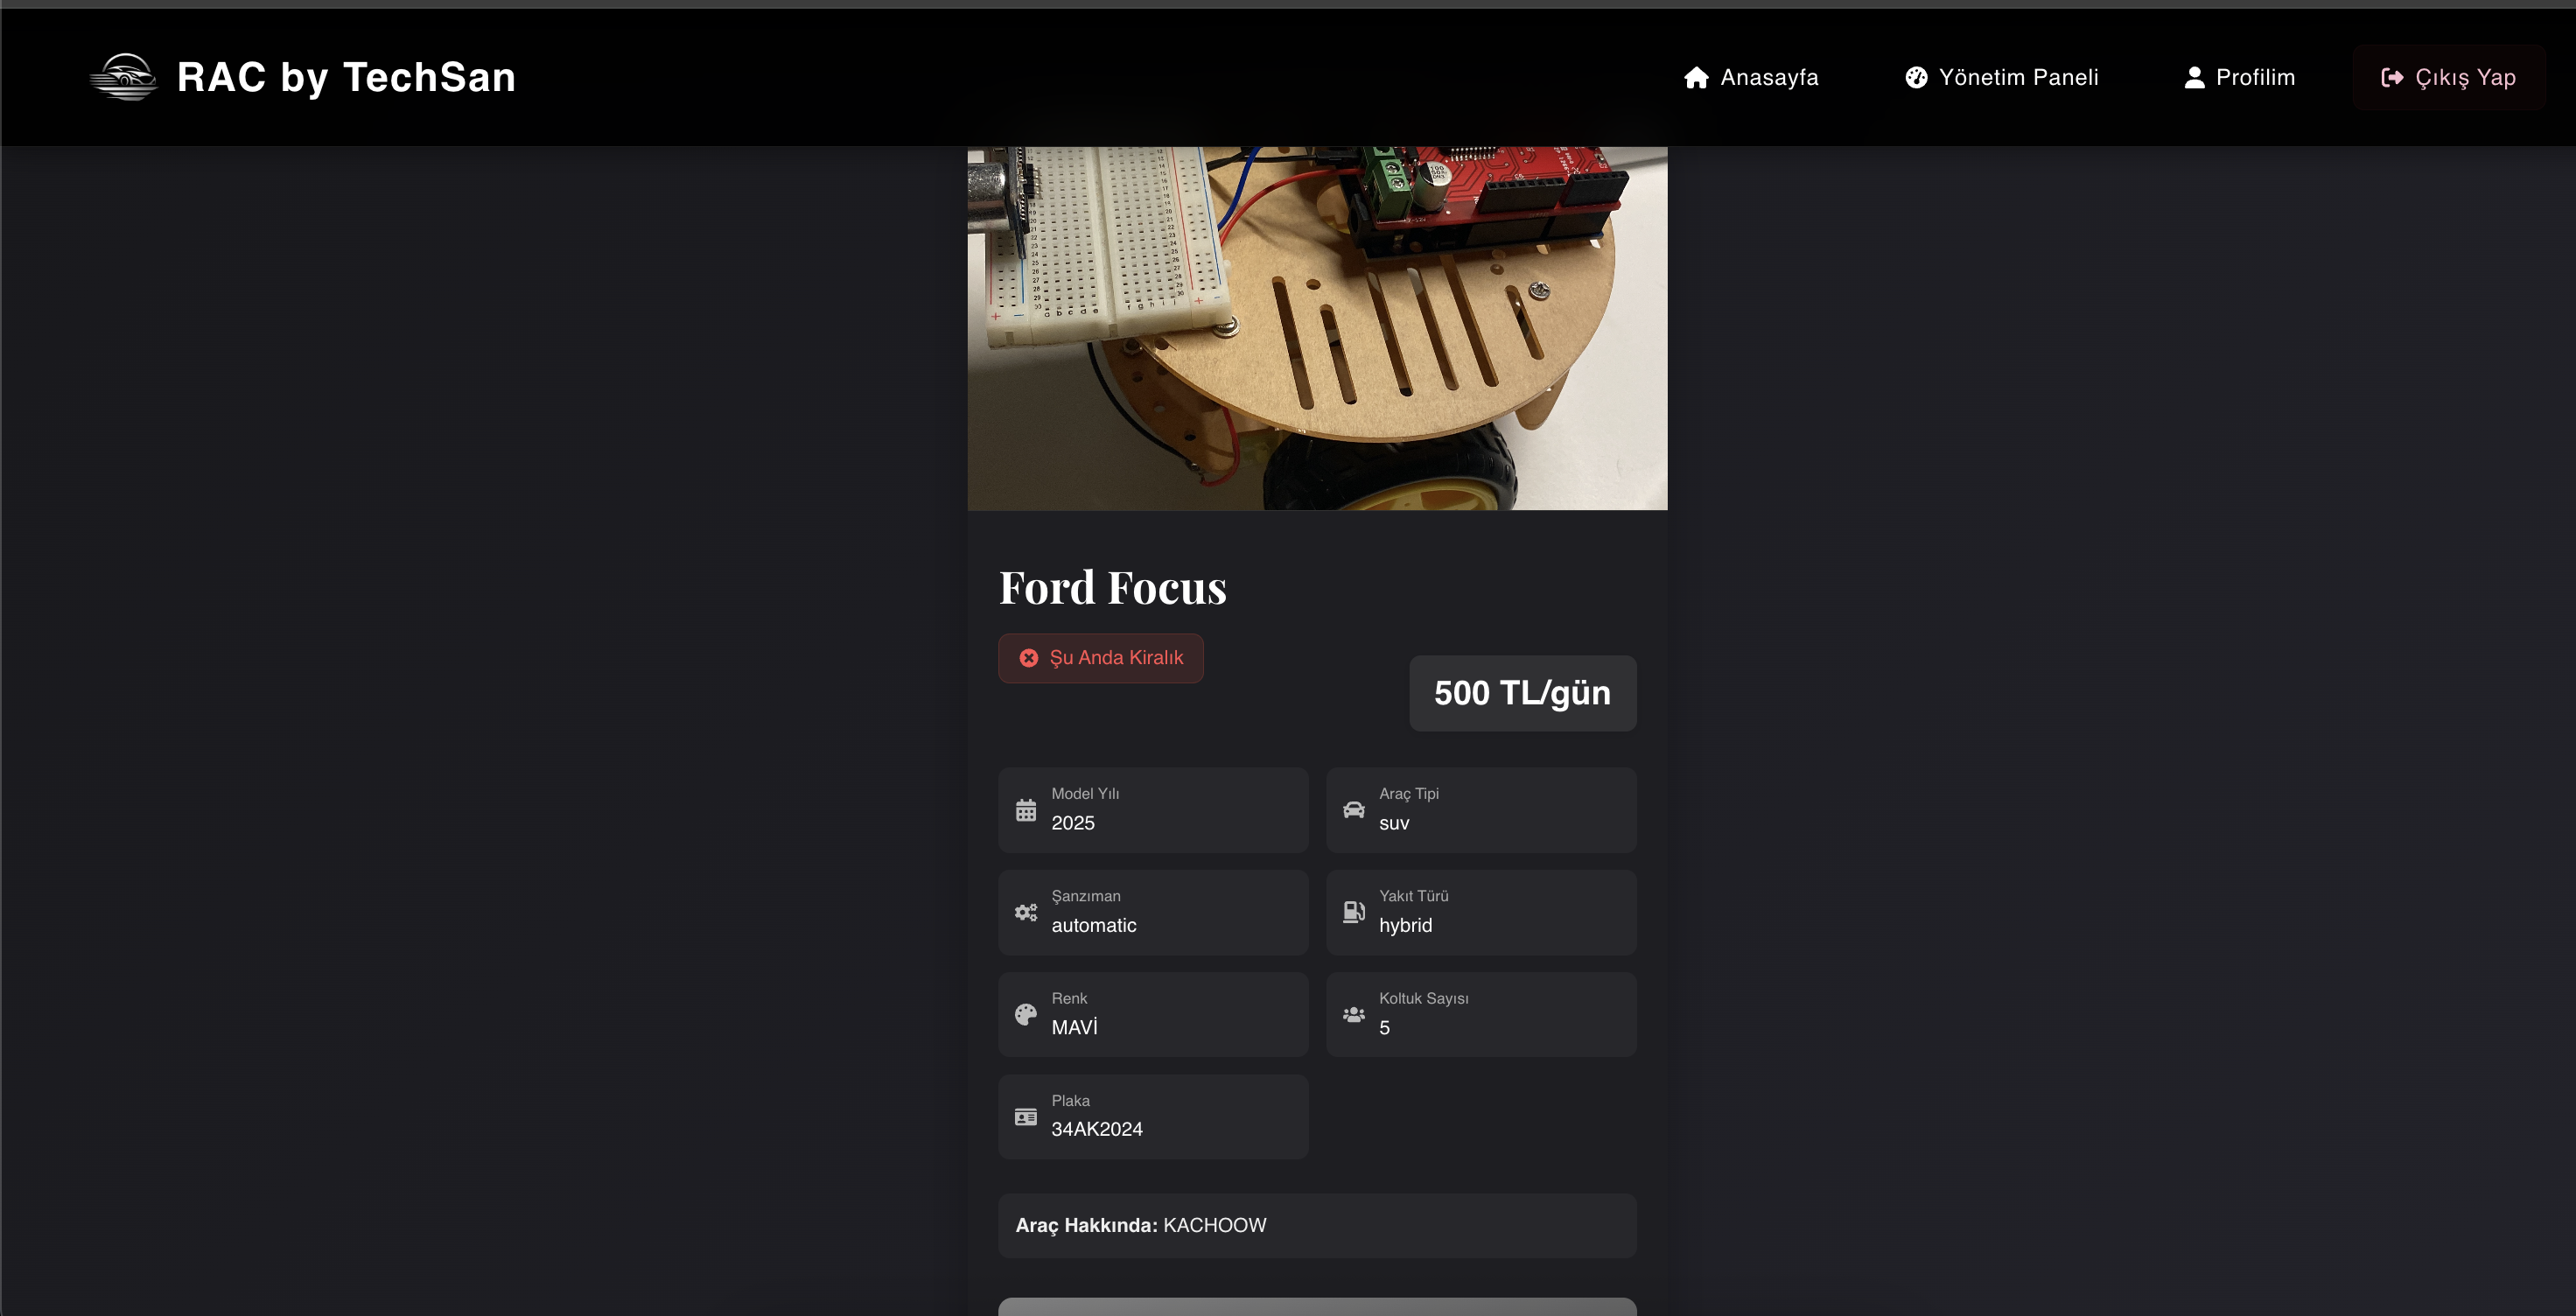 RAC by TechSan
Anasayfa
Yönetim Paneli
Profilim
Çıkış Yap
Ford Focus
Şu Anda Kiralık
500 TL/gün
Model Yılı
2025
Araç Tipi
suv
Şanzıman
automatic
Yakıt Türü
hybrid
Renk
MAVİ
Koltuk Sayısı
5
Plaka
34AK2024
Araç Hakkında: KACHOOW